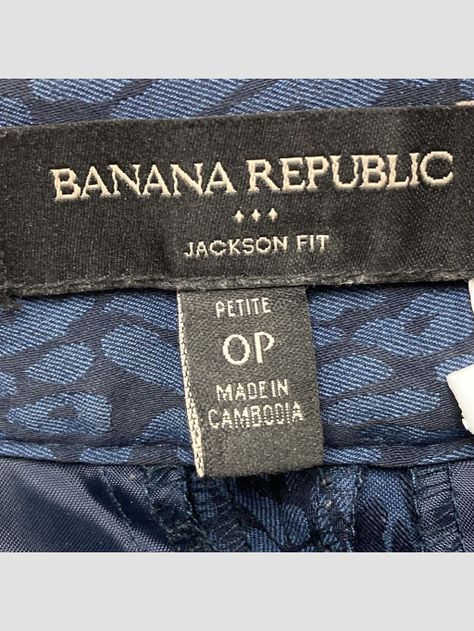 BANANA REPUBLIC
JACKSON FIT
PETITE
0P
MADE IN
CAMBODIA